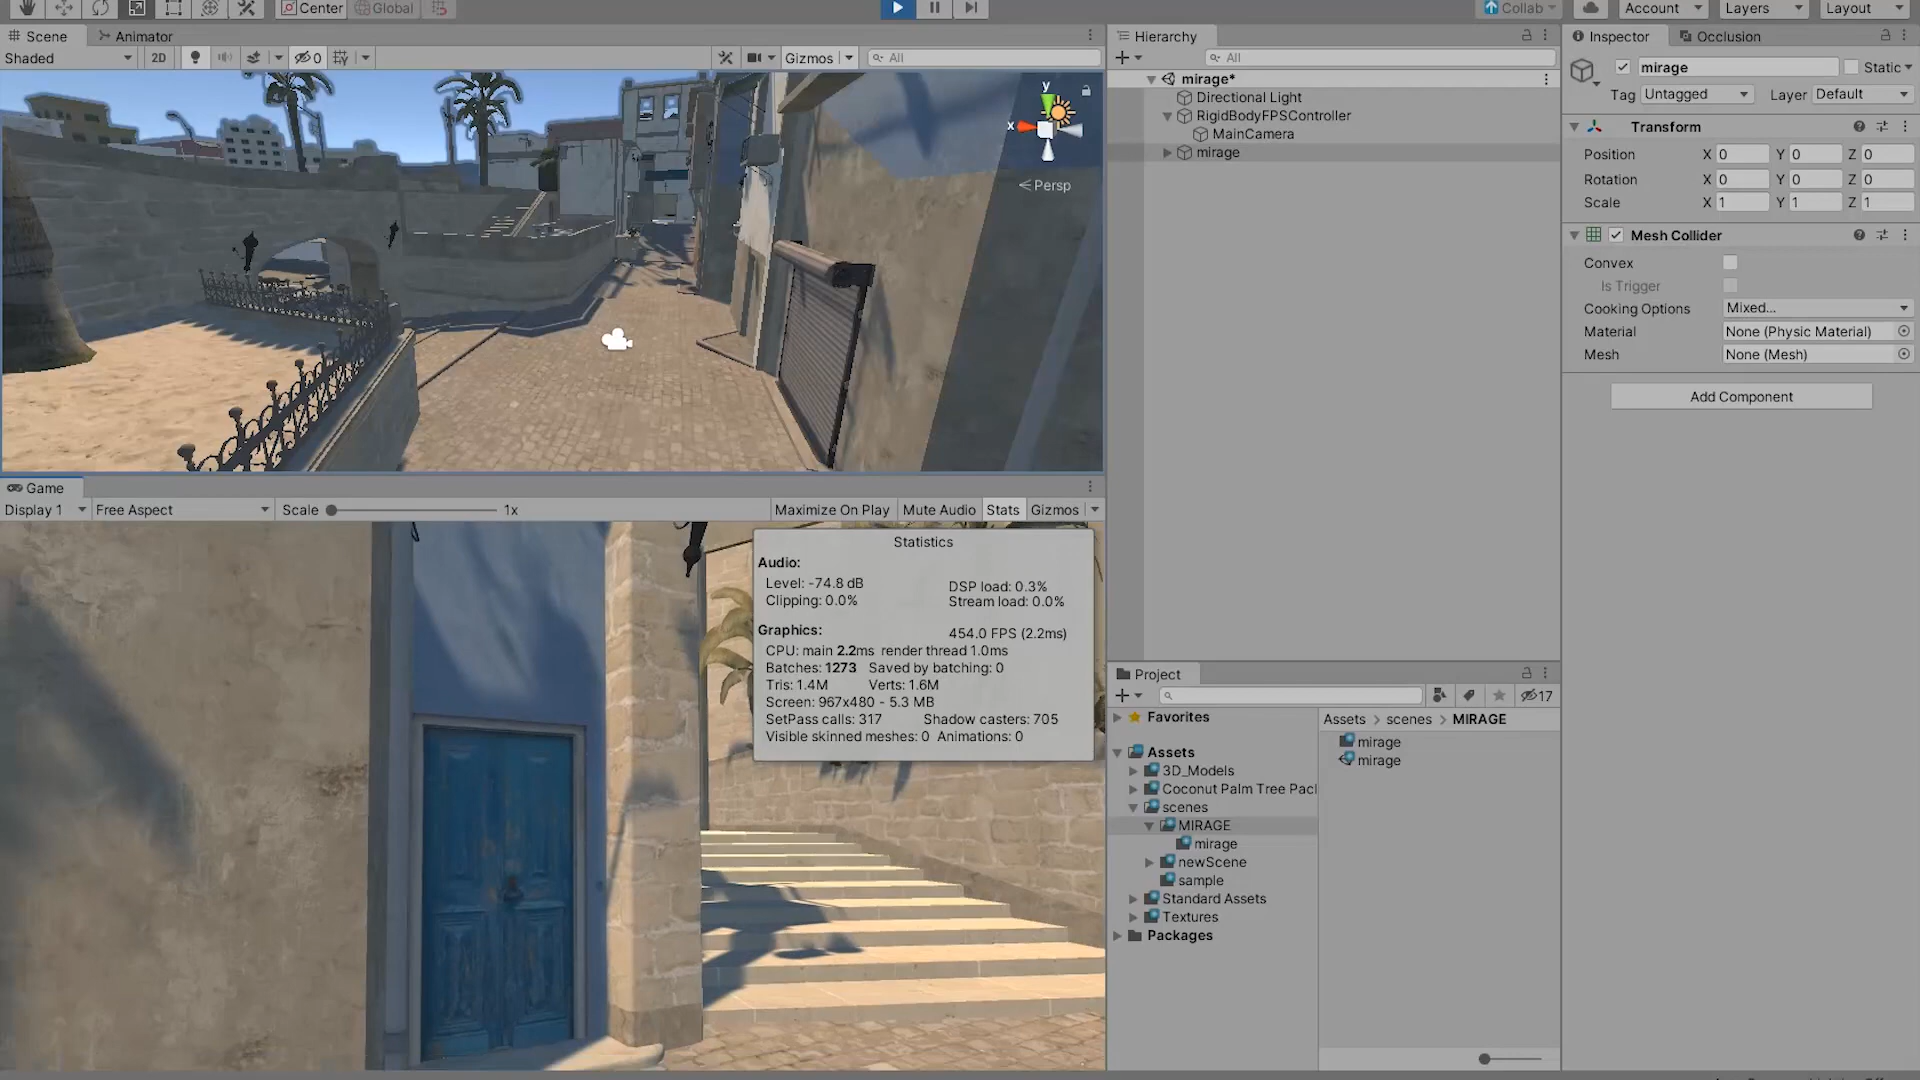 Center
Global
Collab
Account
Layers
Layout
Scene
Animator
Shaded
2D
0
Gizmos
All
y
x
Persp
Game
Display 1
Free Aspect
Scale
1x
Maximize On Play
Mute Audio
Stats
Gizmos
Statistics
Audio:
Level: -74.8 dB
DSP load: 0.3%
Clipping: 0.0%
Stream load: 0.0%
Graphics:
454.0 FPS (2.2ms)
CPU: main 2.2ms render thread 1.0ms
Batches: 1273 Saved by batching: 0
Tris: 1.4M Verts: 1.6M
Screen: 967x480 - 5.3 MB
SetPass calls: 317 Shadow casters: 705
Visible skinned meshes: 0 Animations: 0
Hierarchy
All
mirage*
Directional Light
RigidBodyFPSController
MainCamera
mirage
Project
17
Favorites
Assets
3D_Models
Coconut Palm Tree Pacl
scenes
MIRAGE
mirage
newScene
sample
Standard Assets
Textures
Packages
Assets > scenes > MIRAGE
mirage
mirage
Inspector
Occlusion
mirage
Static
Tag Untagged
Layer Default
Transform
Position X 0 Y 0 Z 0
Rotation X 0 Y 0 Z 0
Scale X 1 Y 1 Z 1
Mesh Collider
Convex
Is Trigger
Cooking Options Mixed...
Material None (Physic Material)
Mesh None (Mesh)
Add Component